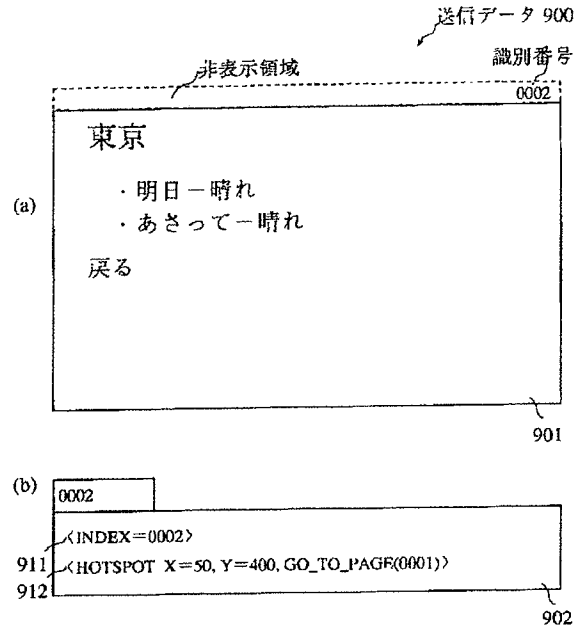 送信データ 900
識別番号
非表示領域
0002
東京
(a)
・明日－晴れ
・あさって－晴れ
戻る
901
(b)
0002
<INDEX=0002>
911
<HOTSPOT X=50, Y=400, GO_TO_PAGE(0001)>
912
902